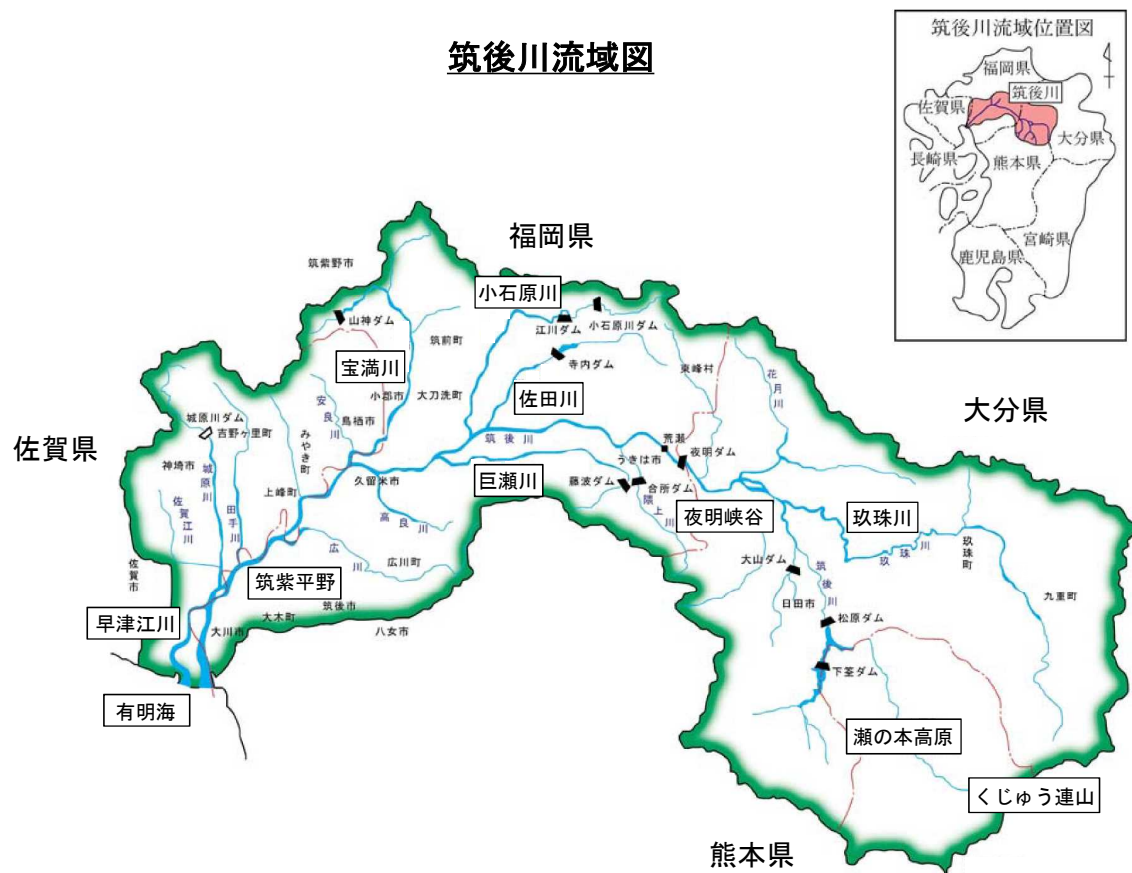 筑後川流域図
筑後川流域位置図
福岡県
筑後川
佐賀県
大分県
長崎県
熊本県
宮崎県
鹿児島県
福岡県
筑紫野市
小石原川
山神ダム
江川ダム
小石原川ダム
筑前町
宝満川
寺内ダム
東峰村
花月川
小郡市
大刀洗町
佐田川
安良川
鳥栖市
大分県
城原川ダム
吉野ヶ里町
みやき町
佐賀県
筑後川
荒瀬
うきは市
夜明ダム
神埼市
城原川
上峰町
久留米市
巨瀬川
藤波ダム
合所ダム
隈上川
夜明峡谷
玖珠川
佐賀江川
田手川
高良川
広川
広川町
玖珠川
玖珠町
大山ダム
筑後川
佐賀市
筑紫平野
日田市
九重町
筑後市
大木町
早津江川
大川市
八女市
松原ダム
下筌ダム
有明海
瀬の本高原
くじゅう連山
熊本県